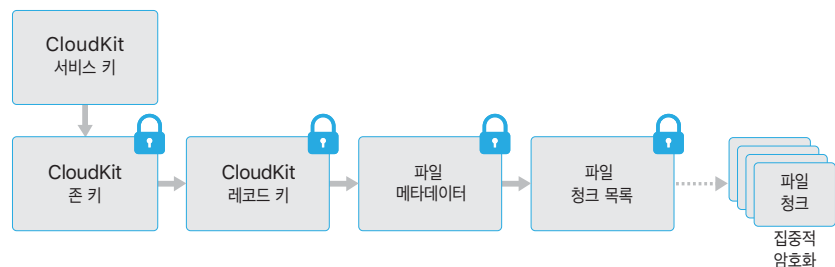 CloudKit
서비스 키
CloudKit
존 키
CloudKit
레코드 키
파일
메타데이터
파일
청크 목록
파일
청크
집중적
암호화